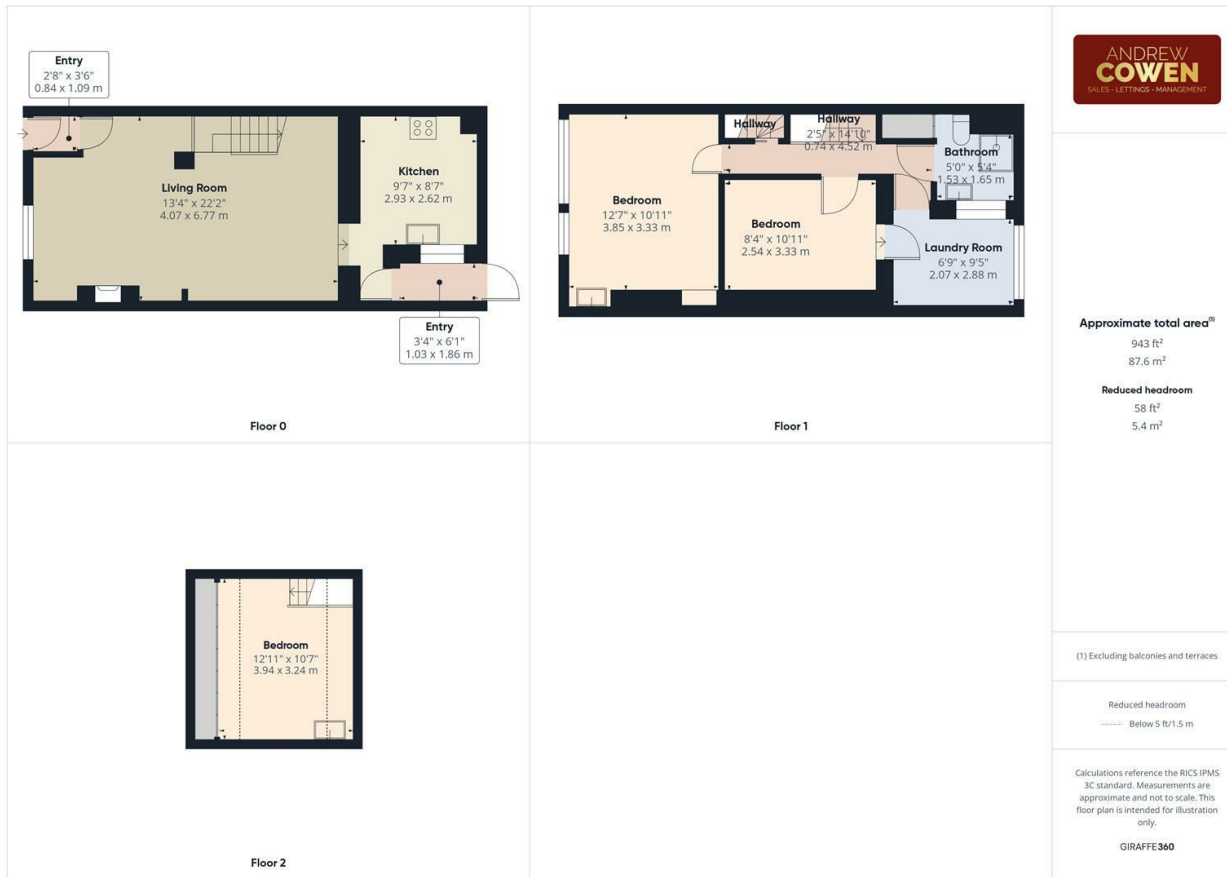 Entry
2'8" x 3'6"
0.84 x 1.09 m
Living Room
13'4" x 22'2"
4.07 x 6.77 m
Kitchen
9'7" x 8'7"
2.93 x 2.62 m
Entry
3'4" x 6'1"
1.03 x 1.86 m
Floor 0
Hallway
Hallway
2'5" x 14'10"
0.74 x 4.52 m
Bathroom
5'0" x 5'4"
1.53 x 1.65 m
Bedroom
12'7" x 10'11"
3.85 x 3.33 m
Bedroom
8'4" x 10'11"
2.54 x 3.33 m
Laundry Room
6'9" x 9'5"
2.07 x 2.88 m
Floor 1
Bedroom
12'11" x 10'7"
3.94 x 3.24 m
Floor 2
ANDREW
COWEN
SALES - LETTINGS - MANAGEMENT
Approximate total area(1)
943 ft²
87.6 m²
Reduced headroom
58 ft²
5.4 m²
(1) Excluding balconies and terraces
Reduced headroom
Below 5 ft/1.5 m
Calculations reference the RICS IPMS
3C standard. Measurements are
approximate and not to scale. This
floor plan is intended for illustration
only.
GIRAFFE360